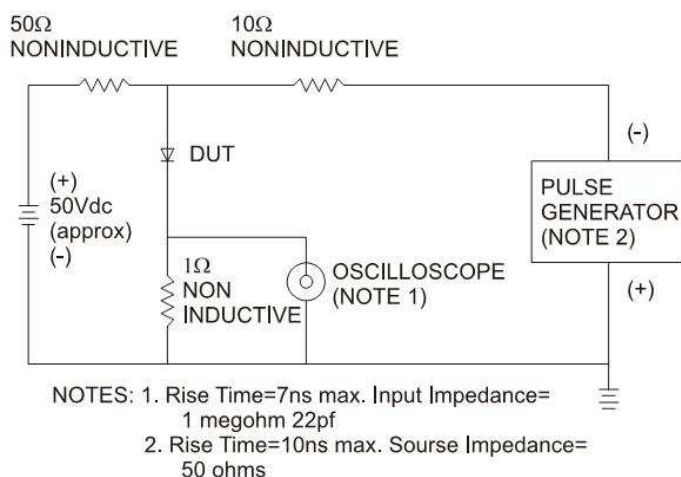 50Ω
NONINDUCTIVE
10Ω
NONINDUCTIVE
DUT
(+)
50Vdc
(approx)
(-)
1Ω
NON
INDUCTIVE
OSCILLOSCOPE
(NOTE 1)
(-)
PULSE
GENERATOR
(NOTE 2)
(+)
NOTES: 1. Rise Time=7ns max. Input Impedance=
1 megohm 22pf
2. Rise Time=10ns max. Sourse Impedance=
50 ohms